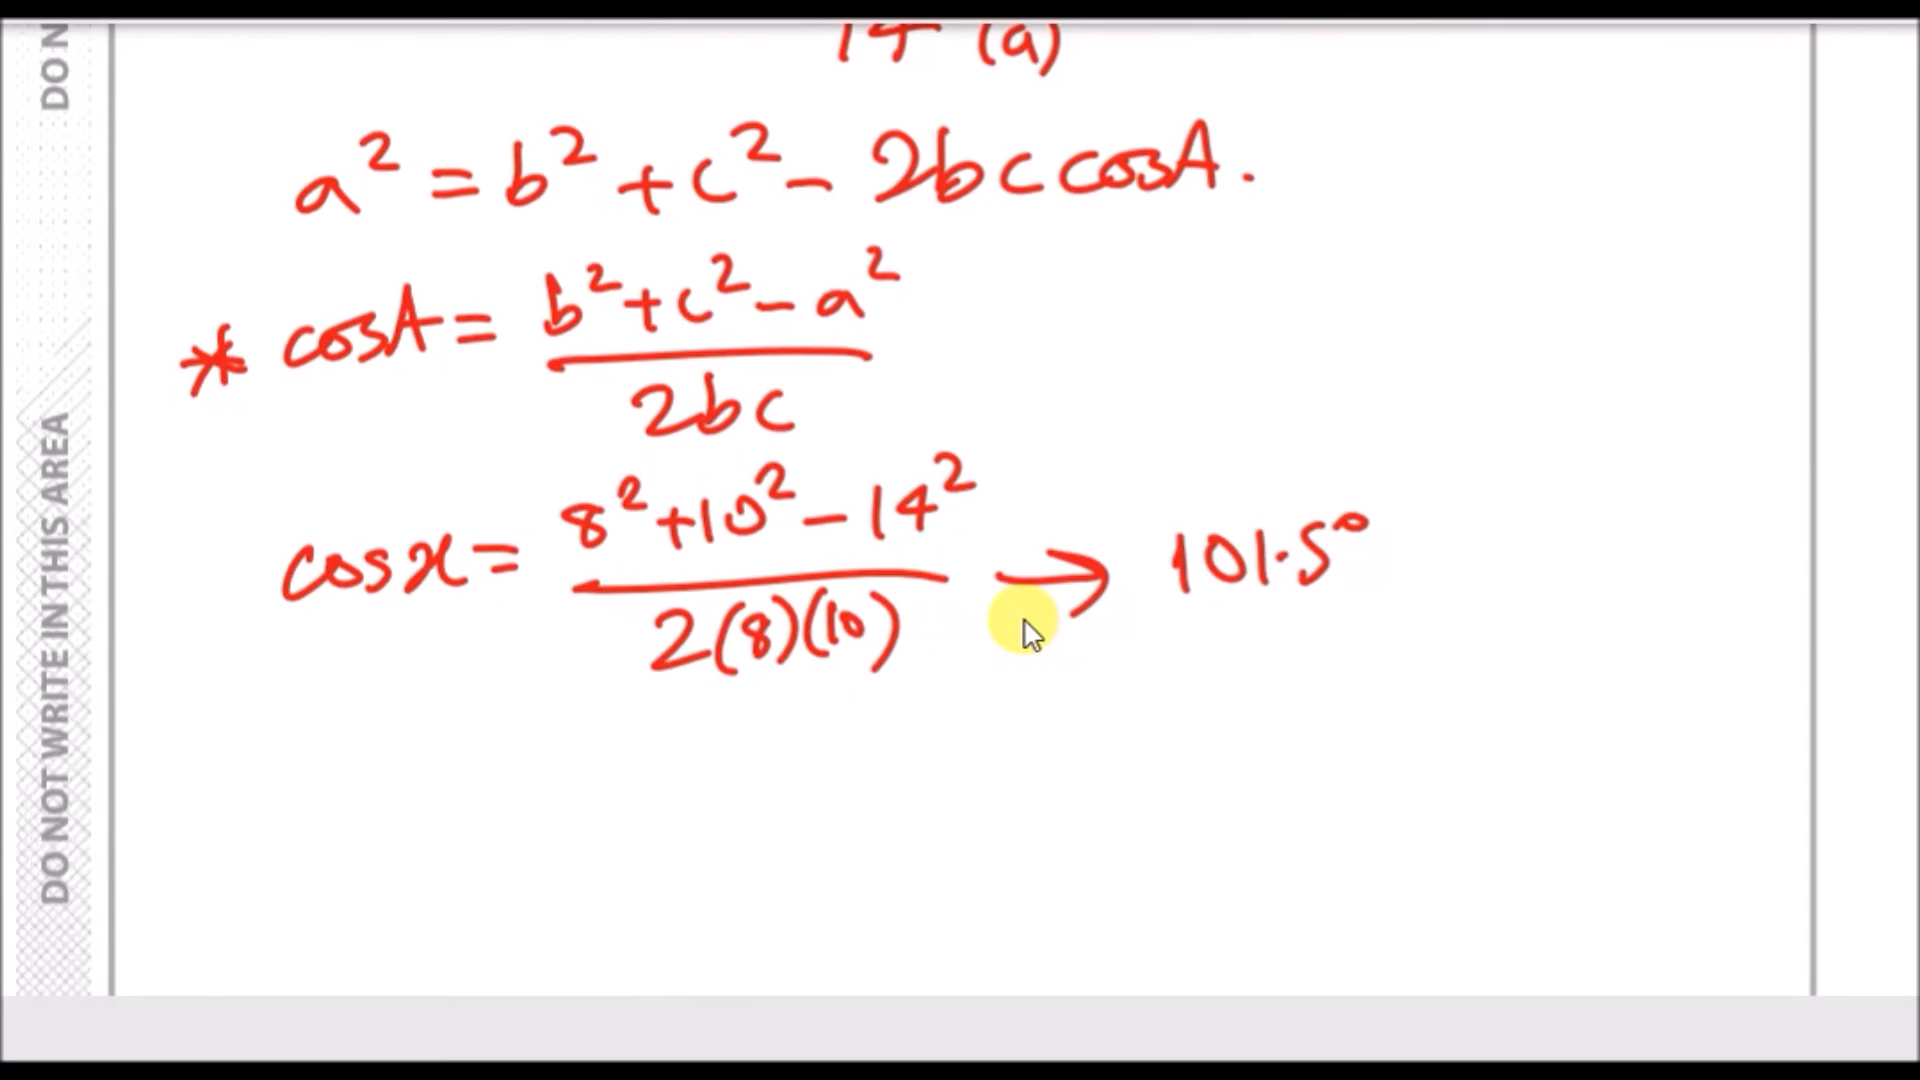 DO N
DO NOT WRITE IN THIS AREA
14 (a)
a² = b² + c² - 2bc cosA.
* cosA = (b² + c² - a²) / 2bc
cos x = (8² + 10² - 14²) / 2(8)(10) → 101.5°